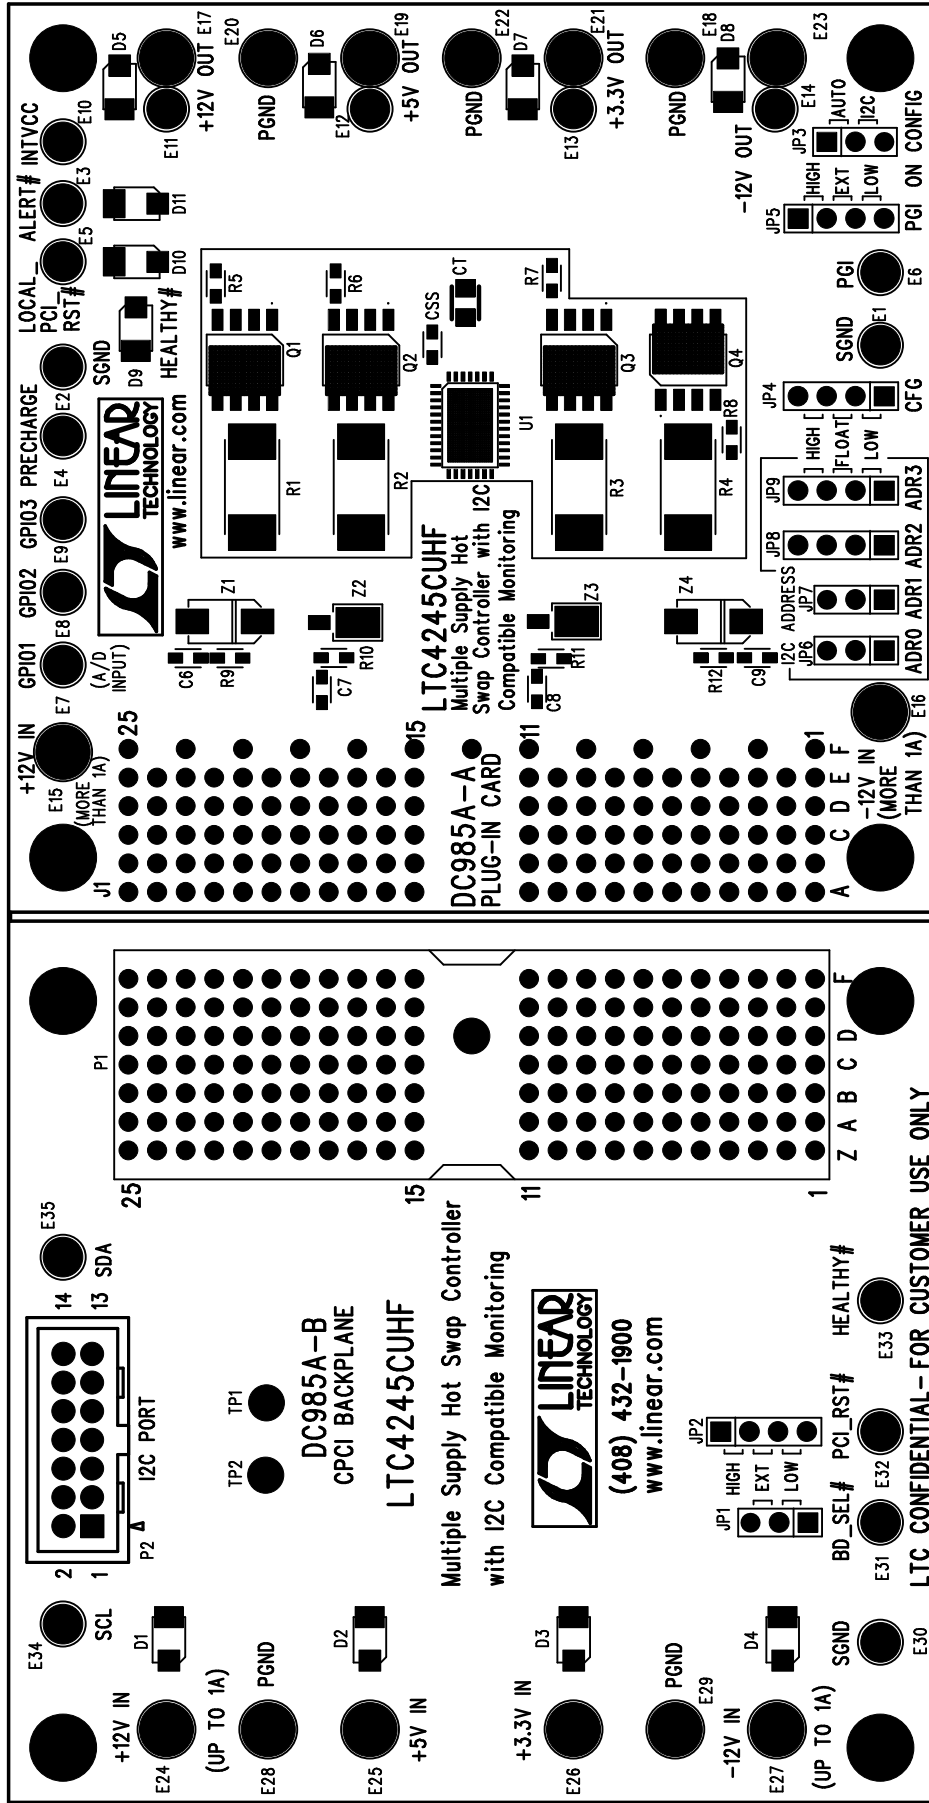 E34
SCL
E24
+12V IN
(UP TO 1A)
E28
PGND
E25
+5V IN
E26
+3.3V IN
E29
PGND
E27
-12V IN
(UP TO 1A)
E30
SGND
D1
D2
D3
D4
2
1
14
13
P2
I2C PORT
E35
SDA
TP2
TP1
DC985A-B
CPCI BACKPLANE
LTC4245CUHF
Multiple Supply Hot Swap Controller
with I2C Compatible Monitoring
LINEAR
TECHNOLOGY
(408) 432-1900
www.linear.com
JP1
JP2
HIGH
EXT
LOW
BD_SEL#
E31
PCI_RST#
E32
HEALTHY#
E33
LTC CONFIDENTIAL-FOR CUSTOMER USE ONLY
P1
25
15
11
1
Z A B C D F
J1
25
15
11
1
A C D E F
DC985A-A
PLUG-IN CARD
+12V IN
E15
(MORE
THAN 1A)
-12V IN
(MORE
THAN 1A)
E16
E7
GPIO1
(A/D
INPUT)
E8
GPIO2
E9
GPIO3
E4
PRECHARGE
E2
SGND
LINEAR
TECHNOLOGY
www.linear.com
LTC4245CUHF
Multiple Supply Hot
Swap Controller with I2C
Compatible Monitoring
C6
R9
Z1
C7
R10
Z2
C8
R11
Z3
R12
C9
Z4
R1
R2
R3
R4
Q1
Q2
Q3
Q4
R5
R6
R7
R8
U1
CSS
CT
I2C ADDRESS
JP6
JP7
JP8
JP9
ADR0
ADR1
ADR2
ADR3
JP4
HIGH
FLOAT
LOW
CFG
SGND
E1
PGI
E6
JP5
HIGH
EXT
LOW
PGI
JP3
AUTO
I2C
ON CONFIG
D9
HEALTHY#
LOCAL_
PCI_
RST#
E5
ALERT#
E3
INTVCC
E10
D10
D11
D5
E17
E11
+12V OUT
E20
PGND
D6
E19
E12
+5V OUT
E22
PGND
D7
E21
E13
+3.3V OUT
E18
PGND
D8
E23
E14
-12V OUT